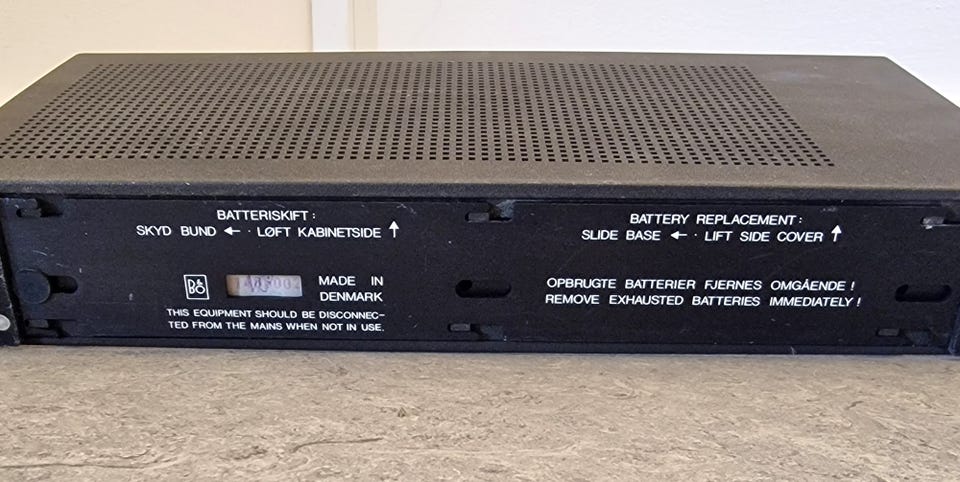 BATTERISKIFT:
SKYD BUND ← · LØFT KABINETSIDE ↑
B&O
MADE IN
DENMARK
THIS EQUIPMENT SHOULD BE DISCONNEC-
TED FROM THE MAINS WHEN NOT IN USE.
BATTERY REPLACEMENT:
SLIDE BASE ← · LIFT SIDE COVER ↑
OPBRUGTE BATTERIER FJERNES OMGÅENDE!
REMOVE EXHAUSTED BATTERIES IMMEDIATELY!